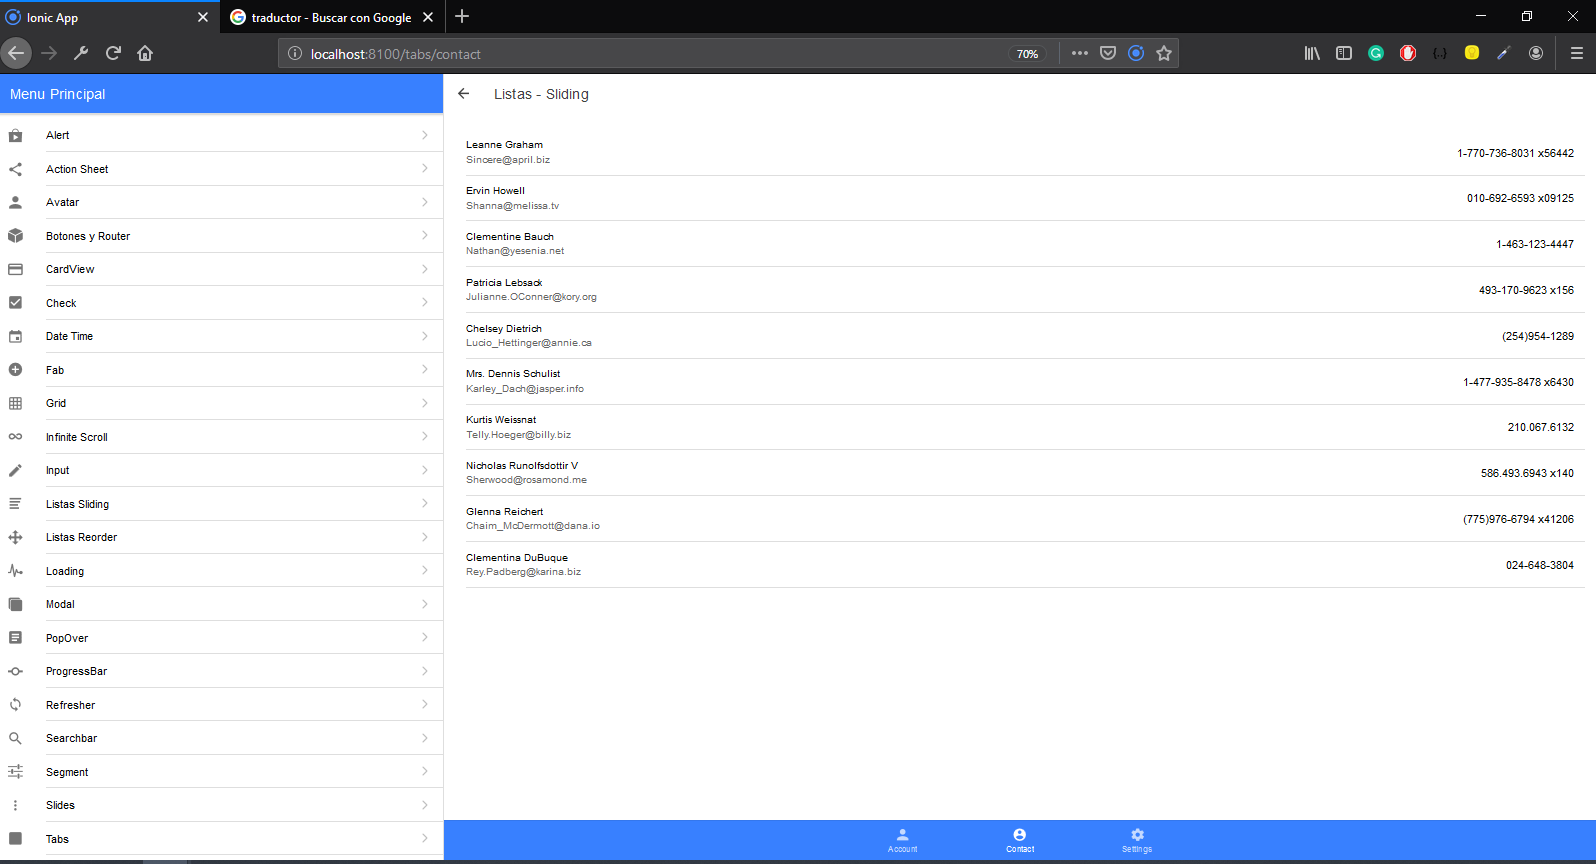 Ionic App
traductor - Buscar con Google
localhost:8100/tabs/contact
70%
Menu Principal
Listas - Sliding
Alert
Action Sheet
Avatar
Botones y Router
CardView
Check
Date Time
Fab
Grid
Infinite Scroll
Input
Listas Sliding
Listas Reorder
Loading
Modal
PopOver
ProgressBar
Refresher
Searchbar
Segment
Slides
Tabs
Leanne Graham
Sincere@april.biz
1-770-736-8031 x56442
Ervin Howell
Shanna@melissa.tv
010-692-6593 x09125
Clementine Bauch
Nathan@yesenia.net
1-463-123-4447
Patricia Lebsack
Julianne.OConner@kory.org
493-170-9623 x156
Chelsey Dietrich
Lucio_Hettinger@annie.ca
(254)954-1289
Mrs. Dennis Schulist
Karley_Dach@jasper.info
1-477-935-8478 x6430
Kurtis Weissnat
Telly.Hoeger@billy.biz
210.067.6132
Nicholas Runolfsdottir V
Sherwood@rosamond.me
586.493.6943 x140
Glenna Reichert
Chaim_McDermott@dana.io
(775)976-6794 x41206
Clementina DuBuque
Rey.Padberg@karina.biz
024-648-3804
Account
Contact
Settings